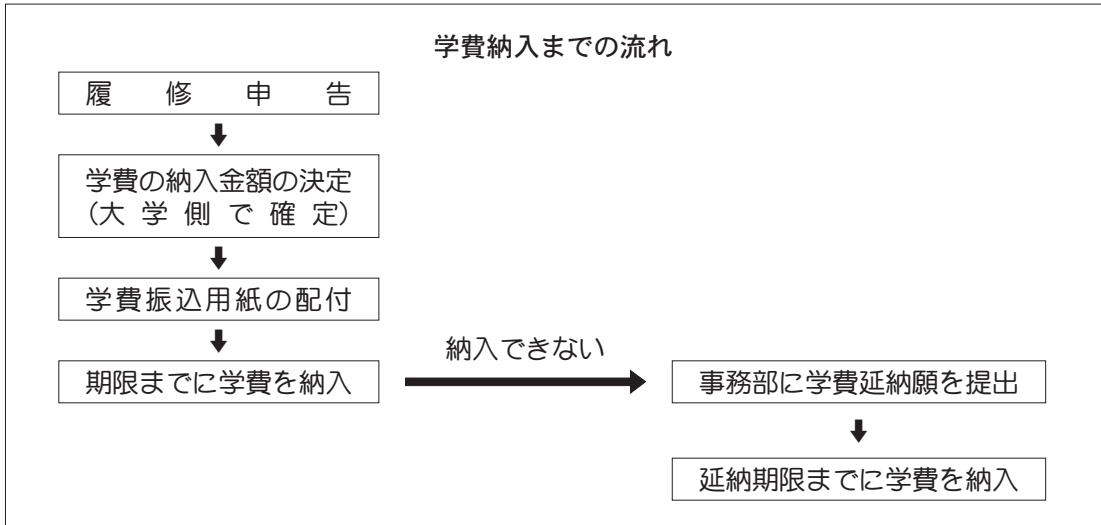 学費納入までの流れ
履修申告
学費の納入金額の決定
(大学側で確定)
学費振込用紙の配付
期限までに学費を納入
納入できない
事務部に学費延納願を提出
延納期限までに学費を納入